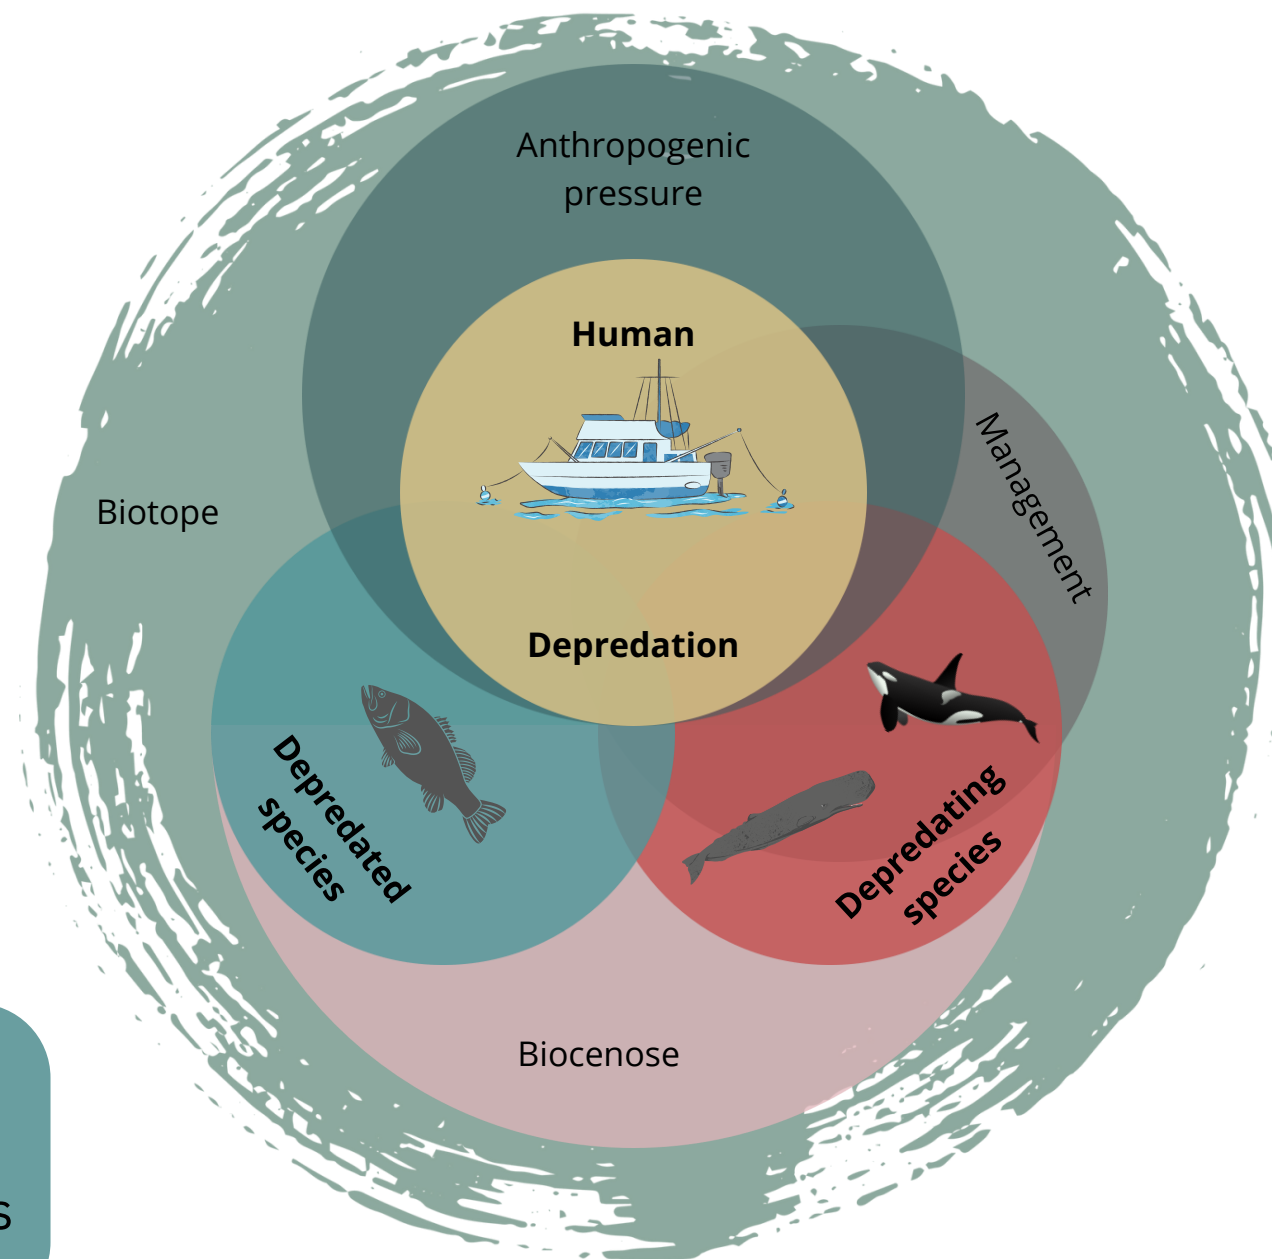 Anthropogenic
pressure
Human
Management
Biotope
Depredation
Depredated
species
Depredating
species
Biocenose
s